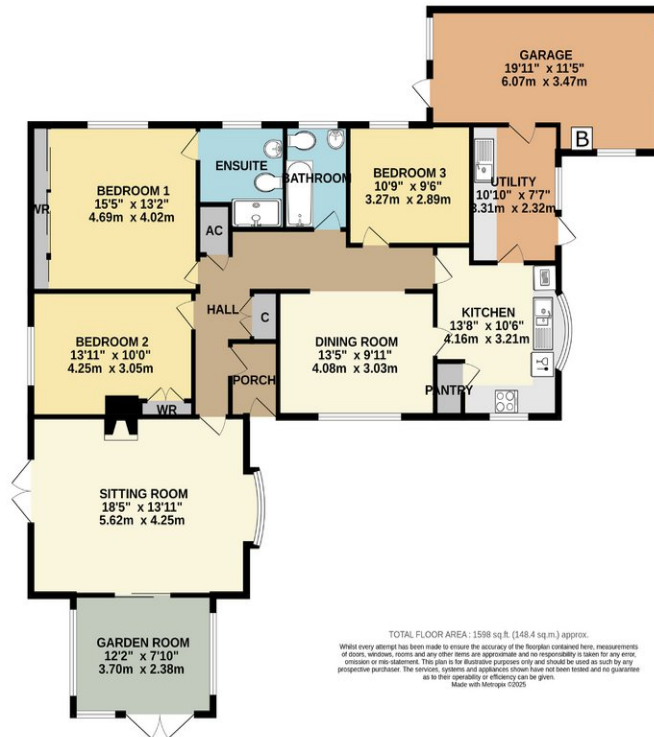 GARAGE
19'11" x 11'5"
6.07m x 3.47m
B
BEDROOM 1
15'5" x 13'2"
4.69m x 4.02m
WR
ENSUITE
BATHROOM
BEDROOM 3
10'9" x 9'6"
3.27m x 2.89m
UTILITY
10'10" x 7'7"
3.31m x 2.32m
AC
HALL
C
KITCHEN
13'8" x 10'6"
4.16m x 3.21m
BEDROOM 2
13'11" x 10'0"
4.25m x 3.05m
WR
PORCH
DINING ROOM
13'5" x 9'11"
4.08m x 3.03m
PANTRY
SITTING ROOM
18'5" x 13'11"
5.62m x 4.25m
GARDEN ROOM
12'2" x 7'10"
3.70m x 2.38m
TOTAL FLOOR AREA : 1598 sq.ft. (148.4 sq.m.) approx.
Whilst every attempt has been made to ensure the accuracy of the floorplan contained here, measurements
of doors, windows, rooms and any other items are approximate and no responsibility is taken for any error,
omission or mis-statement. This plan is for illustrative purposes only and should be used as such by any
prospective purchaser. The services, systems and appliances shown have not been tested and no guarantee
as to their operability or efficiency can be given.
Made with Metropix ©2025